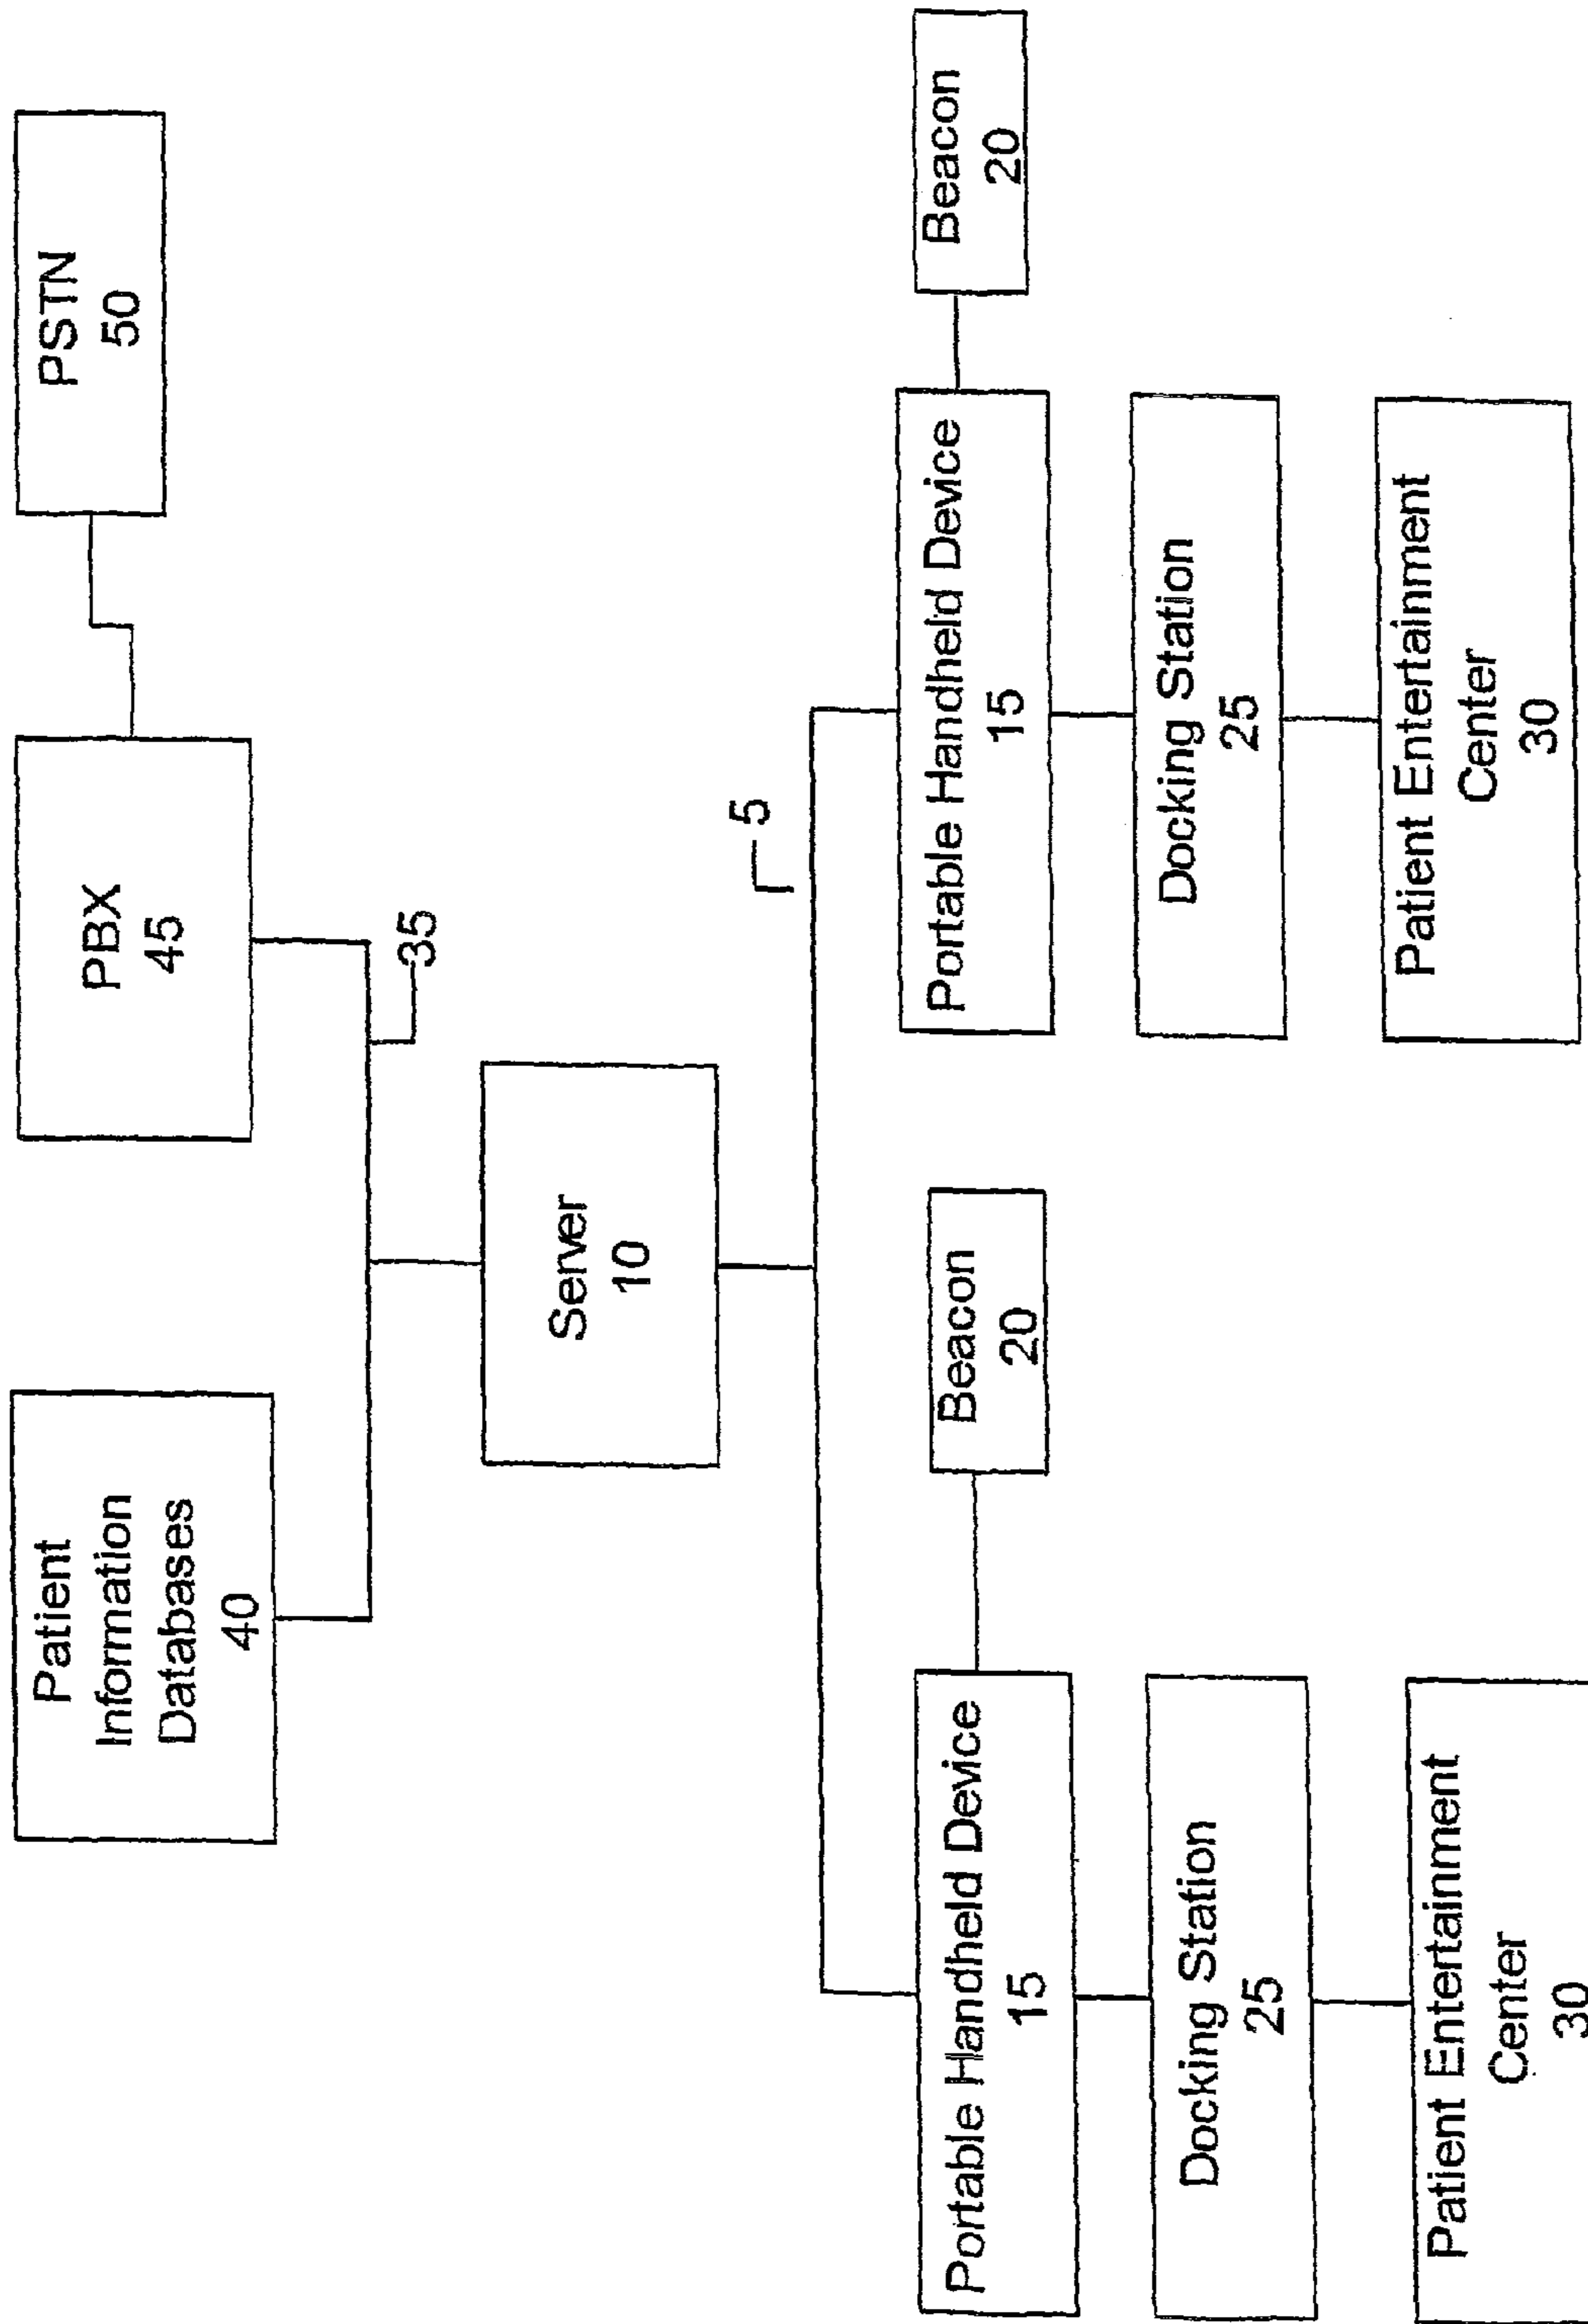 Patient
Information
Databases
40
PBX
45
PSTN
50
35
Server
10
5
Portable Handheld Device
15
Beacon
20
Docking Station
25
Patient Entertainment
Center
30
Portable Handheld Device
15
Beacon
20
Docking Station
25
Patient Entertainment
Center
30